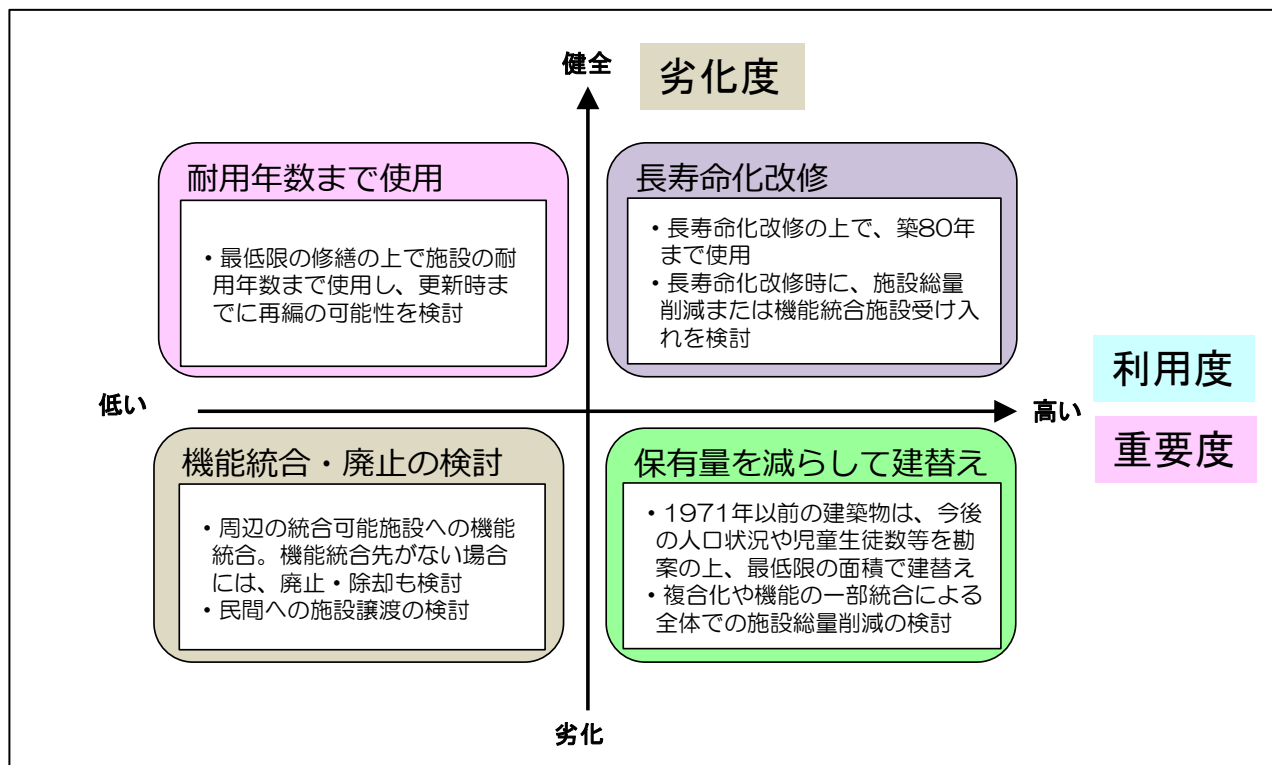 健全
劣化度
耐用年数まで使用
・最低限の修繕の上で施設の耐
用年数まで使用し、更新時ま
でに再編の可能性を検討
長寿命化改修
・長寿命化改修の上で、築80年
まで使用
・長寿命化改修時に、施設総量
削減または機能統合施設受け入
れを検討
低い
高い
利用度
重要度
機能統合・廃止の検討
・周辺の統合可能施設への機能
統合。機能統合先がない場合
には、廃止・除却も検討
・民間への施設譲渡の検討
保有量を減らして建替え
・1971年以前の建築物は、今後
の人口状況や児童生徒数等を勘
案の上、最低限の面積で建替え
・複合化や機能の一部統合による
全体での施設総量削減の検討
劣化